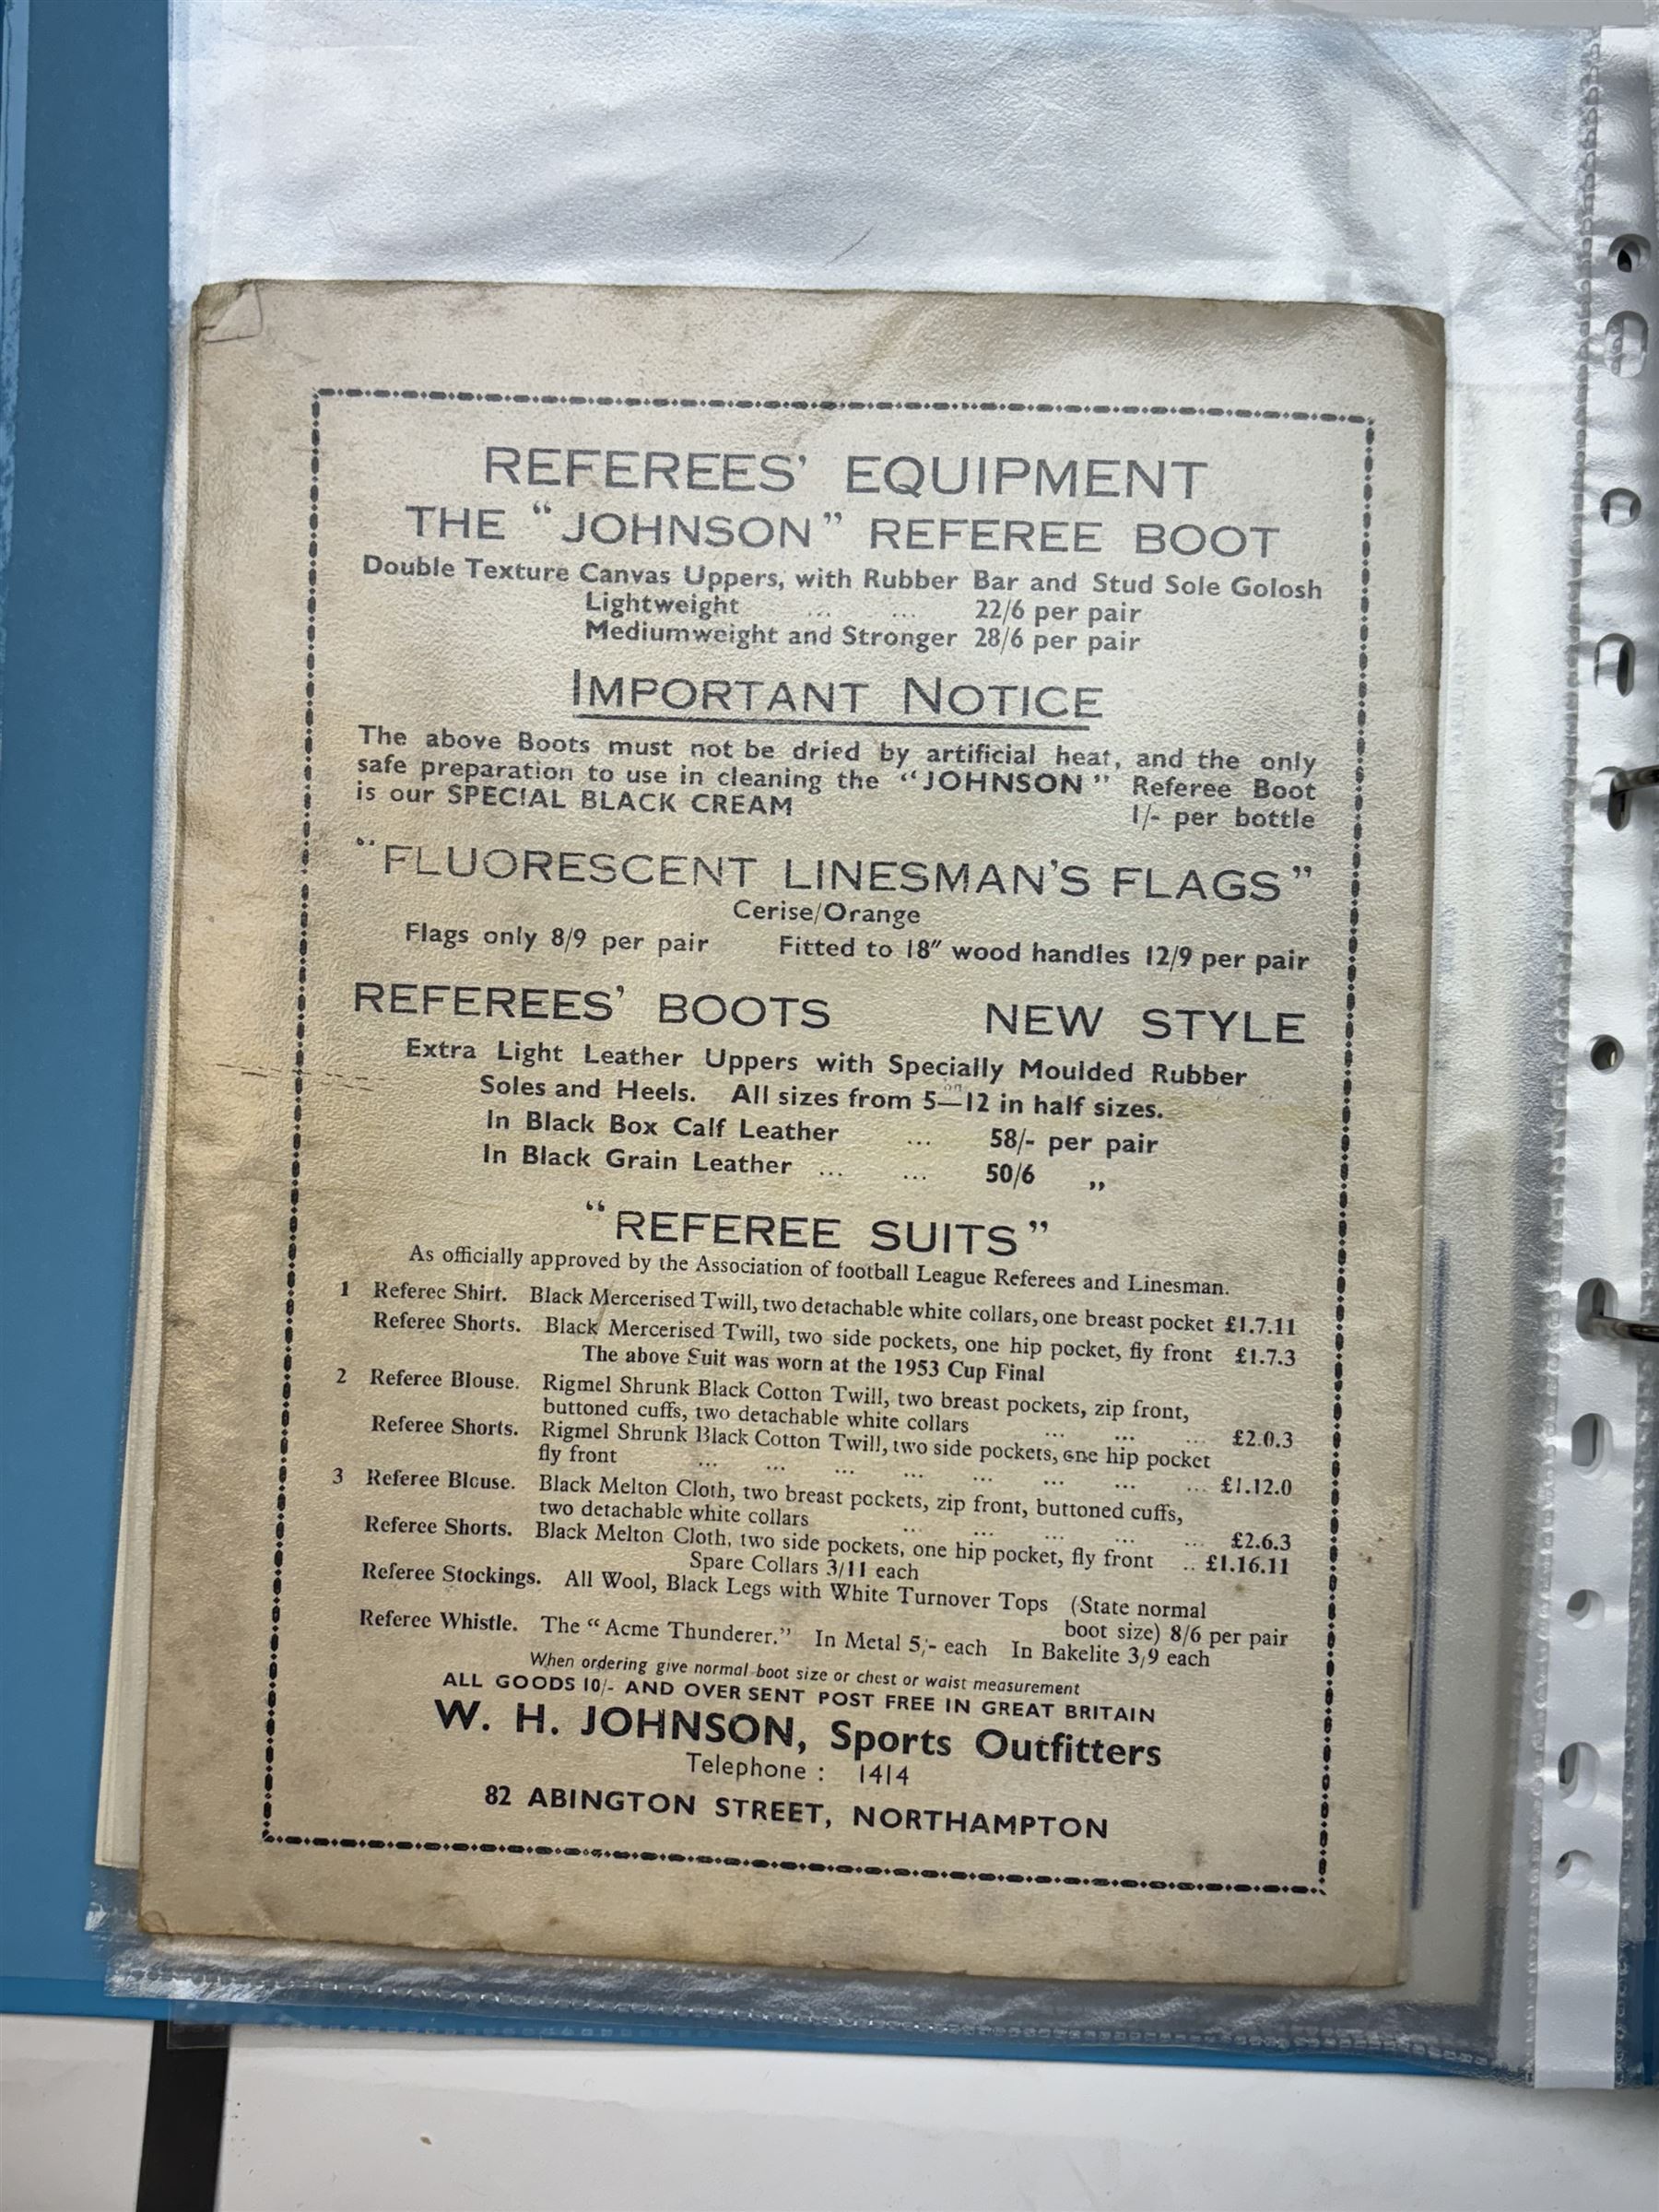 REFEREES' EQUIPMENT
THE "JOHNSON" REFEREE BOOT
Double Texture Canvas Uppers, with Rubber Bar and Stud Sole Golosh
Lightweight ... ... 22/6 per pair
Mediumweight and Stronger 28/6 per pair
IMPORTANT NOTICE
The above Boots must not be dried by artificial heat, and the only
safe preparation to use in cleaning the "JOHNSON" Referee Boot
is our SPECIAL BLACK CREAM 1/- per bottle
"FLUORESCENT LINESMAN'S FLAGS"
Cerise/Orange
Flags only 8/9 per pair Fitted to 18" wood handles 12/9 per pair
REFEREES' BOOTS NEW STYLE
Extra Light Leather Uppers with Specially Moulded Rubber
Soles and Heels. All sizes from 5—12 in half sizes.
In Black Box Calf Leather ... 58/- per pair
In Black Grain Leather ... ... 50/6 ,,
"REFEREE SUITS"
As officially approved by the Association of football League Referees and Linesman.
1 Referee Shirt. Black Mercerised Twill, two detachable white collars, one breast pocket £1.7.11
Referee Shorts. Black Mercerised Twill, two side pockets, one hip pocket, fly front £1.7.3
The above Suit was worn at the 1953 Cup Final
2 Referee Blouse. Rigmel Shrunk Black Cotton Twill, two breast pockets, zip front,
buttoned cuffs, two detachable white collars ... ... ... £2.0.3
Referee Shorts. Rigmel Shrunk Black Cotton Twill, two side pockets, one hip pocket
fly front ... ... ... ... ... ... ... ... £1.12.0
3 Referee Blouse. Black Melton Cloth, two breast pockets, zip front, buttoned cuffs,
two detachable white collars ... ... ... ... ... £2.6.3
Referee Shorts. Black Melton Cloth, two side pockets, one hip pocket, fly front .. £1.16.11
Spare Collars 3/11 each
Referee Stockings. All Wool, Black Legs with White Turnover Tops (State normal
boot size) 8/6 per pair
Referee Whistle. The "Acme Thunderer." In Metal 5/- each In Bakelite 3/9 each
When ordering give normal boot size or chest or waist measurement
ALL GOODS 10/- AND OVER SENT POST FREE IN GREAT BRITAIN
W. H. JOHNSON, Sports Outfitters
Telephone : 1414
82 ABINGTON STREET, NORTHAMPTON